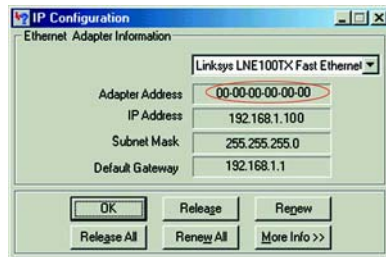 IP Configuration
Ethernet Adapter Information
Linksys LNE100TX Fast Ethernet
Adapter Address 00-00-00-00-00-00
IP Address 192.168.1.100
Subnet Mask 255.255.255.0
Default Gateway 192.168.1.1
OK Release Renew
Release All Renew All More Info >>